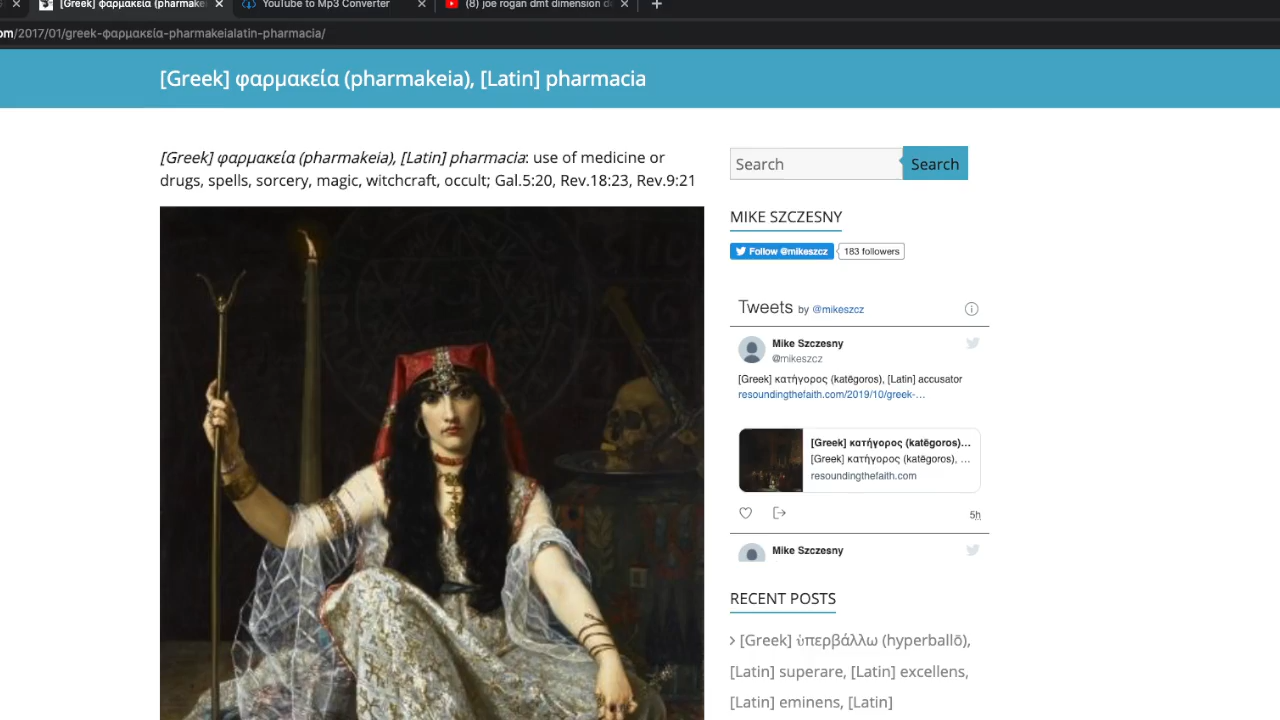 [Greek] φαρμακεία (pharmake
YouTube to Mp3 Converter
(8) joe rogan dmt dimension d
om/2017/01/greek-φαρμακεία-pharmakeialatin-pharmacia/
[Greek] φαρμακεία (pharmakeia), [Latin] pharmacia
[Greek] φαρμακεία (pharmakeia), [Latin] pharmacia: use of medicine or
drugs, spells, sorcery, magic, witchcraft, occult; Gal.5:20, Rev.18:23, Rev.9:21
Search
Search
MIKE SZCZESNY
Follow @mikeszcz
183 followers
Tweets by @mikeszcz
Mike Szczesny
@mikeszcz
[Greek] κατήγορος (katēgoros), [Latin] accusator
resoundingthefaith.com/2019/10/greek-…
[Greek] κατήγορος (katēgoros)…
[Greek] κατήγορος (katēgoros), …
resoundingthefaith.com
5h
Mike Szczesny
RECENT POSTS
[Greek] ὑπερβάλλω (hyperballō),
[Latin] superare, [Latin] excellens,
[Latin] eminens, [Latin]